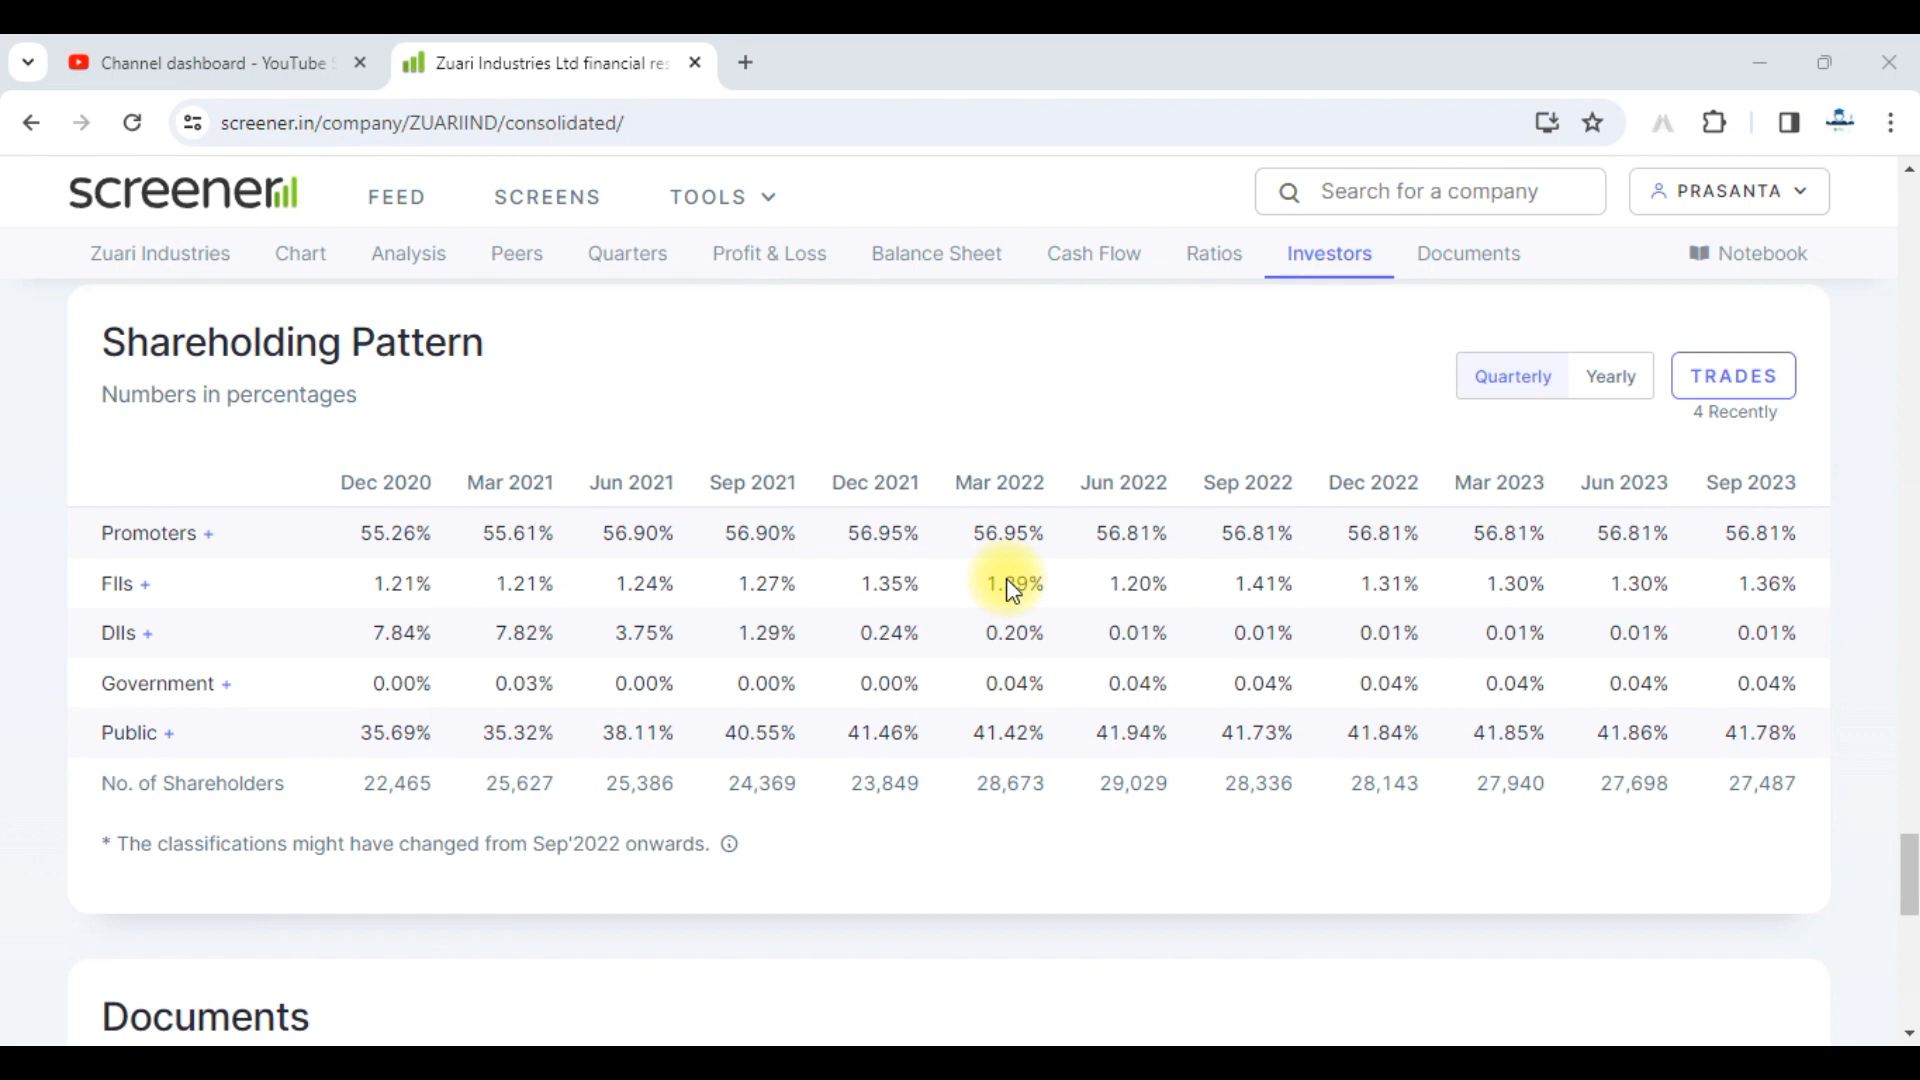 Channel dashboard - YouTube
Zuari Industries Ltd financial res
screener.in/company/ZUARIIND/consolidated/
screener
FEED
SCREENS
TOOLS
Search for a company
PRASANTA
Zuari Industries
Chart
Analysis
Peers
Quarters
Profit & Loss
Balance Sheet
Cash Flow
Ratios
Investors
Documents
Notebook
Shareholding Pattern
Numbers in percentages
Quarterly
Yearly
TRADES
4 Recently
Dec 2020 Mar 2021 Jun 2021 Sep 2021 Dec 2021 Mar 2022 Jun 2022 Sep 2022 Dec 2022 Mar 2023 Jun 2023 Sep 2023
Promoters + 55.26% 55.61% 56.90% 56.90% 56.95% 56.95% 56.81% 56.81% 56.81% 56.81% 56.81% 56.81%
FIIs + 1.21% 1.21% 1.24% 1.27% 1.35% 1.20% 1.41% 1.31% 1.30% 1.30% 1.36%
DIIs + 7.84% 7.82% 3.75% 1.29% 0.24% 0.20% 0.01% 0.01% 0.01% 0.01% 0.01% 0.01%
Government + 0.00% 0.03% 0.00% 0.00% 0.00% 0.04% 0.04% 0.04% 0.04% 0.04% 0.04% 0.04%
Public + 35.69% 35.32% 38.11% 40.55% 41.46% 41.42% 41.94% 41.73% 41.84% 41.85% 41.86% 41.78%
No. of Shareholders 22,465 25,627 25,386 24,369 23,849 28,673 29,029 28,336 28,143 27,940 27,698 27,487
* The classifications might have changed from Sep'2022 onwards.
Documents